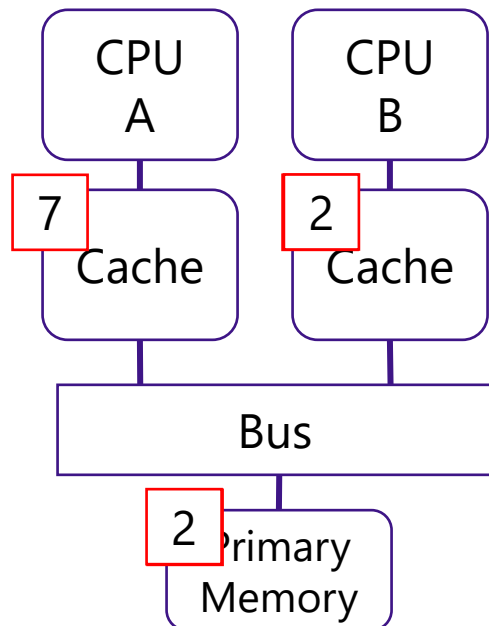 CPU
A
CPU
B
7
Cache
2
Cache
Bus
2
Primary
Memory